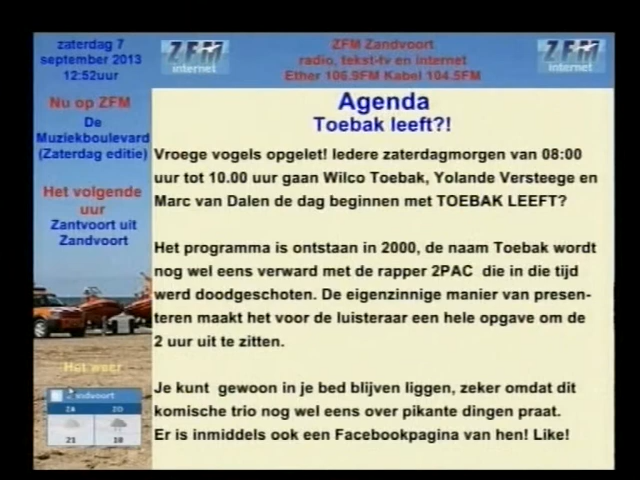 zaterdag 7
september 2013
12:52uur
ZFM
internet
ZFM Zandvoort
radio, tekst-tv en internet
Ether 106.9FM Kabel 104.5FM
ZFM
internet
Nu op ZFM
De
Muziekboulevard
(Zaterdag editie)
Het volgende
uur
Zantvoort uit
Zandvoort
Het weer
ndvoort
ZA ZO
21 18
Agenda
Toebak leeft?!
Vroege vogels opgelet! Iedere zaterdagmorgen van 08:00
uur tot 10.00 uur gaan Wilco Toebak, Yolande Versteege en
Marc van Dalen de dag beginnen met TOEBAK LEEFT?
Het programma is ontstaan in 2000, de naam Toebak wordt
nog wel eens verward met de rapper 2PAC die in die tijd
werd doodgeschoten. De eigenzinnige manier van presen-
teren maakt het voor de luisteraar een hele opgave om de
2 uur uit te zitten.
Je kunt gewoon in je bed blijven liggen, zeker omdat dit
komische trio nog wel eens over pikante dingen praat.
Er is inmiddels ook een Facebookpagina van hen! Like!